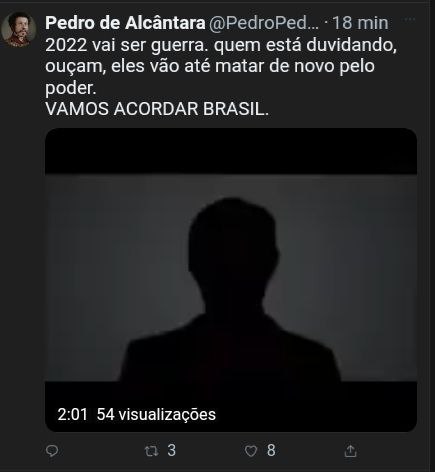 Pedro de Alcântara @PedroPed... · 18 min
2022 vai ser guerra. quem está duvidando,
ouçam, eles vão até matar de novo pelo
poder.
VAMOS ACORDAR BRASIL.
2:01 54 visualizações
3 8